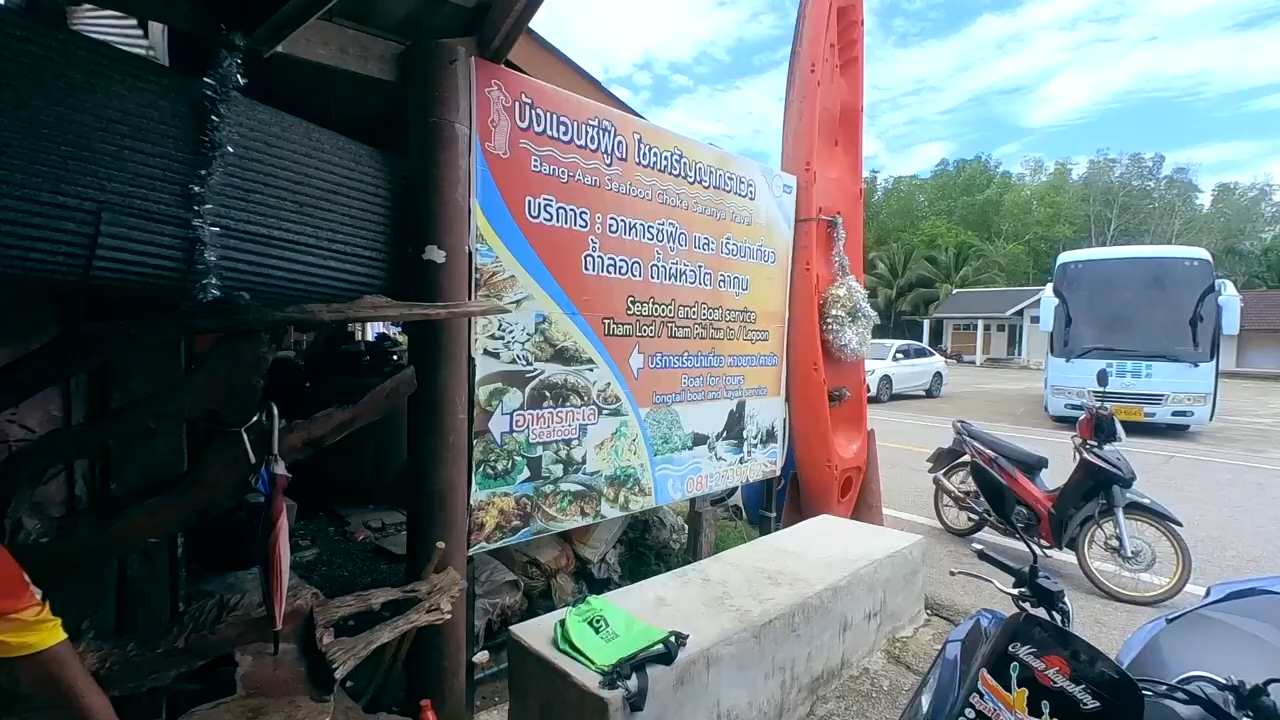 บังแอนซีฟู๊ด โชคศรัญญาทราเวล
Bang-Aan Seafood Choke Saranya Travel
บริการ : อาหารซีฟู๊ด และ เรือนำเที่ยว
ถ้ำลอด ถ้ำผีหัวโต ลากูน
Seafood and Boat service
Tham Lod / Tham Phi hua to / Lagoon
บริการเรือนำเที่ยว หางยาว/คายัค
Boat for tours
longtail boat and kayak service
อาหารทะเล
Seafood